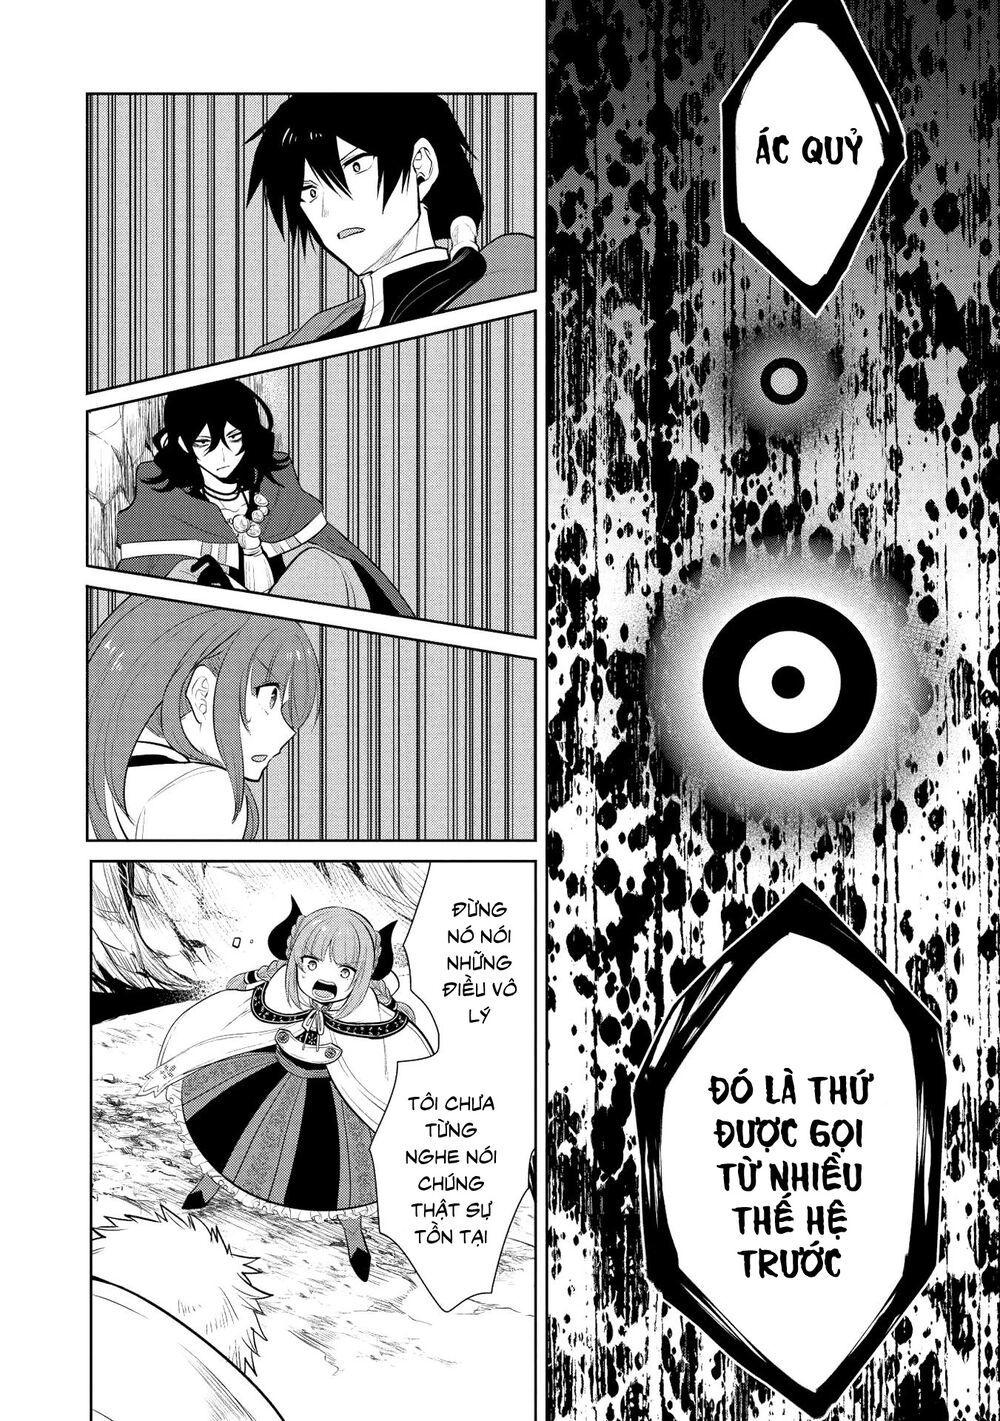 ÁC QUỶ
ĐÓ LÀ THỨ
ĐƯỢC GỌI
TỪ NHIỀU
THẾ HỆ
TRƯỚC
ĐỪNG
NÓ NÓI
NHỮNG
ĐIỀU VÔ
LÝ
TÔI CHƯA
TỪNG
NGHE NÓI
CHÚNG
THẬT SỰ
TỒN TẠI